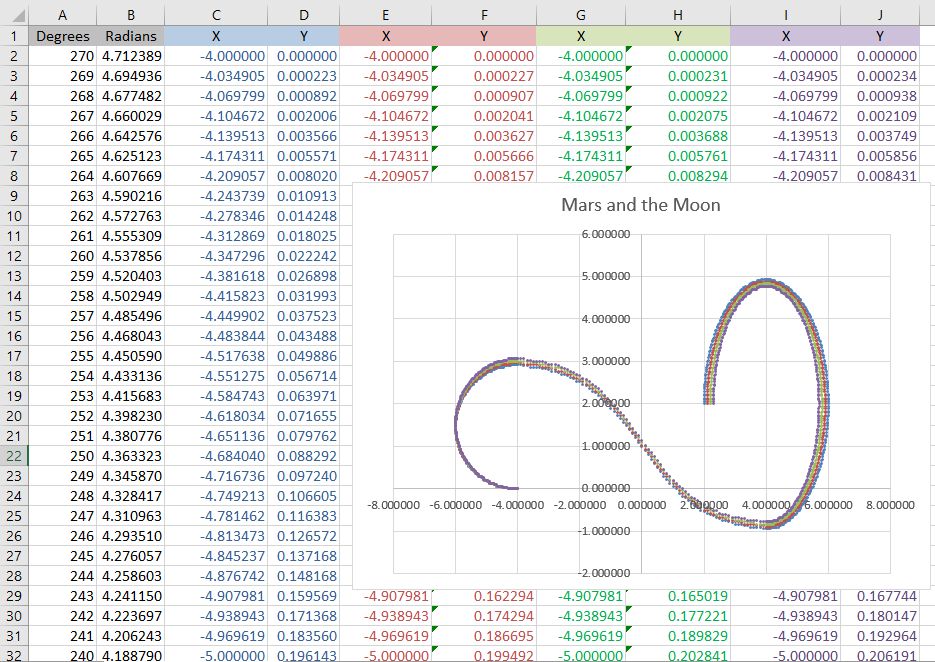 A B C D E F G H I J
1 Degrees Radians X Y X Y X Y X Y
2 270 4.712389 -4.000000 0.000000 -4.000000 0.000000 -4.000000 0.000000 -4.000000 0.000000
3 269 4.694936 -4.034905 0.000223 -4.034905 0.000227 -4.034905 0.000231 -4.034905 0.000234
4 268 4.677482 -4.069799 0.000892 -4.069799 0.000907 -4.069799 0.000922 -4.069799 0.000938
5 267 4.660029 -4.104672 0.002006 -4.104672 0.002041 -4.104672 0.002075 -4.104672 0.002109
6 266 4.642576 -4.139513 0.003566 -4.139513 0.003627 -4.139513 0.003688 -4.139513 0.003749
7 265 4.625123 -4.174311 0.005571 -4.174311 0.005666 -4.174311 0.005761 -4.174311 0.005856
8 264 4.607669 -4.209057 0.008020 -4.209057 0.008157 -4.209057 0.008294 -4.209057 0.008431
9 263 4.590216 -4.243739 0.010913
10 262 4.572763 -4.278346 0.014248
11 261 4.555309 -4.312869 0.018025
12 260 4.537856 -4.347296 0.022242
13 259 4.520403 -4.381618 0.026898
14 258 4.502949 -4.415823 0.031993
15 257 4.485496 -4.449902 0.037523
16 256 4.468043 -4.483844 0.043488
17 255 4.450590 -4.517638 0.049886
18 254 4.433136 -4.551275 0.056714
19 253 4.415683 -4.584743 0.063971
20 252 4.398230 -4.618034 0.071655
21 251 4.380776 -4.651136 0.079762
22 250 4.363323 -4.684040 0.088292
23 249 4.345870 -4.716736 0.097240
24 248 4.328417 -4.749213 0.106605
25 247 4.310963 -4.781462 0.116383
26 246 4.293510 -4.813473 0.126572
27 245 4.276057 -4.845237 0.137168
28 244 4.258603 -4.876742 0.148168
Mars and the Moon
6.000000
5.000000
4.000000
3.000000
2.000000
1.000000
0.000000
-8.000000 -6.000000 -4.000000 -2.000000 0.000000 2.000000 4.000000 6.000000 8.000000
-1.000000
-2.000000
29 243 4.241150 -4.907981 0.159569 -4.907981 0.162294 -4.907981 0.165019 -4.907981 0.167744
30 242 4.223697 -4.938943 0.171368 -4.938943 0.174294 -4.938943 0.177221 -4.938943 0.180147
31 241 4.206243 -4.969619 0.183560 -4.969619 0.186695 -4.969619 0.189829 -4.969619 0.192964
32 240 4.188790 -5.000000 0.196143 -5.000000 0.199492 -5.000000 0.202841 -5.000000 0.206191